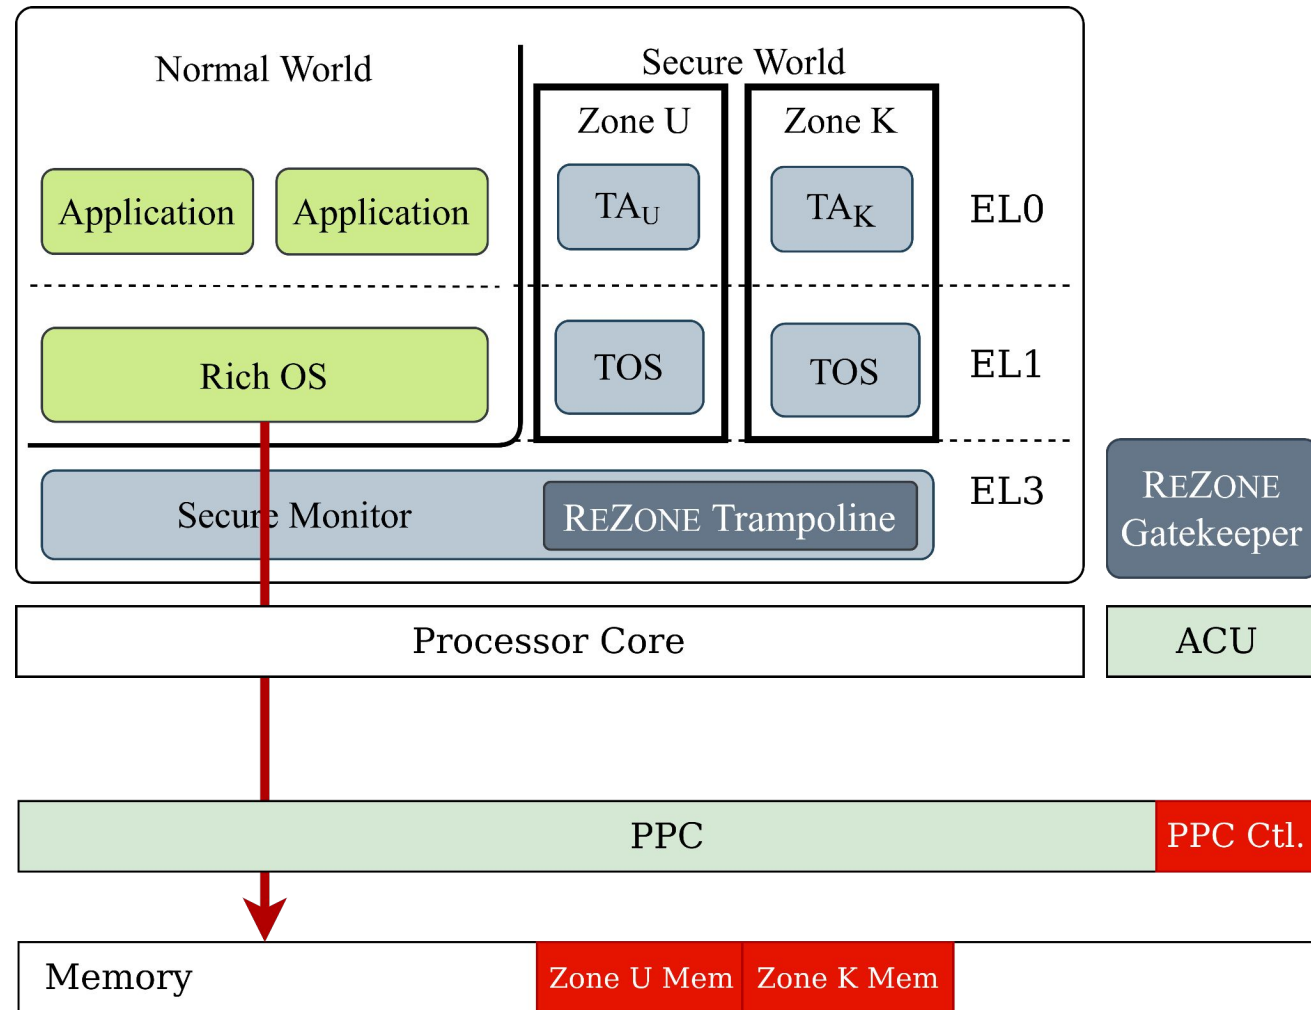 Normal World
Secure World
Zone U
Zone K
Application
Application
TAU
TAK
EL0
Rich OS
TOS
TOS
EL1
Secure Monitor
REZONE Trampoline
EL3
REZONE
Gatekeeper
Processor Core
ACU
PPC
PPC Ctl.
Memory
Zone U Mem
Zone K Mem